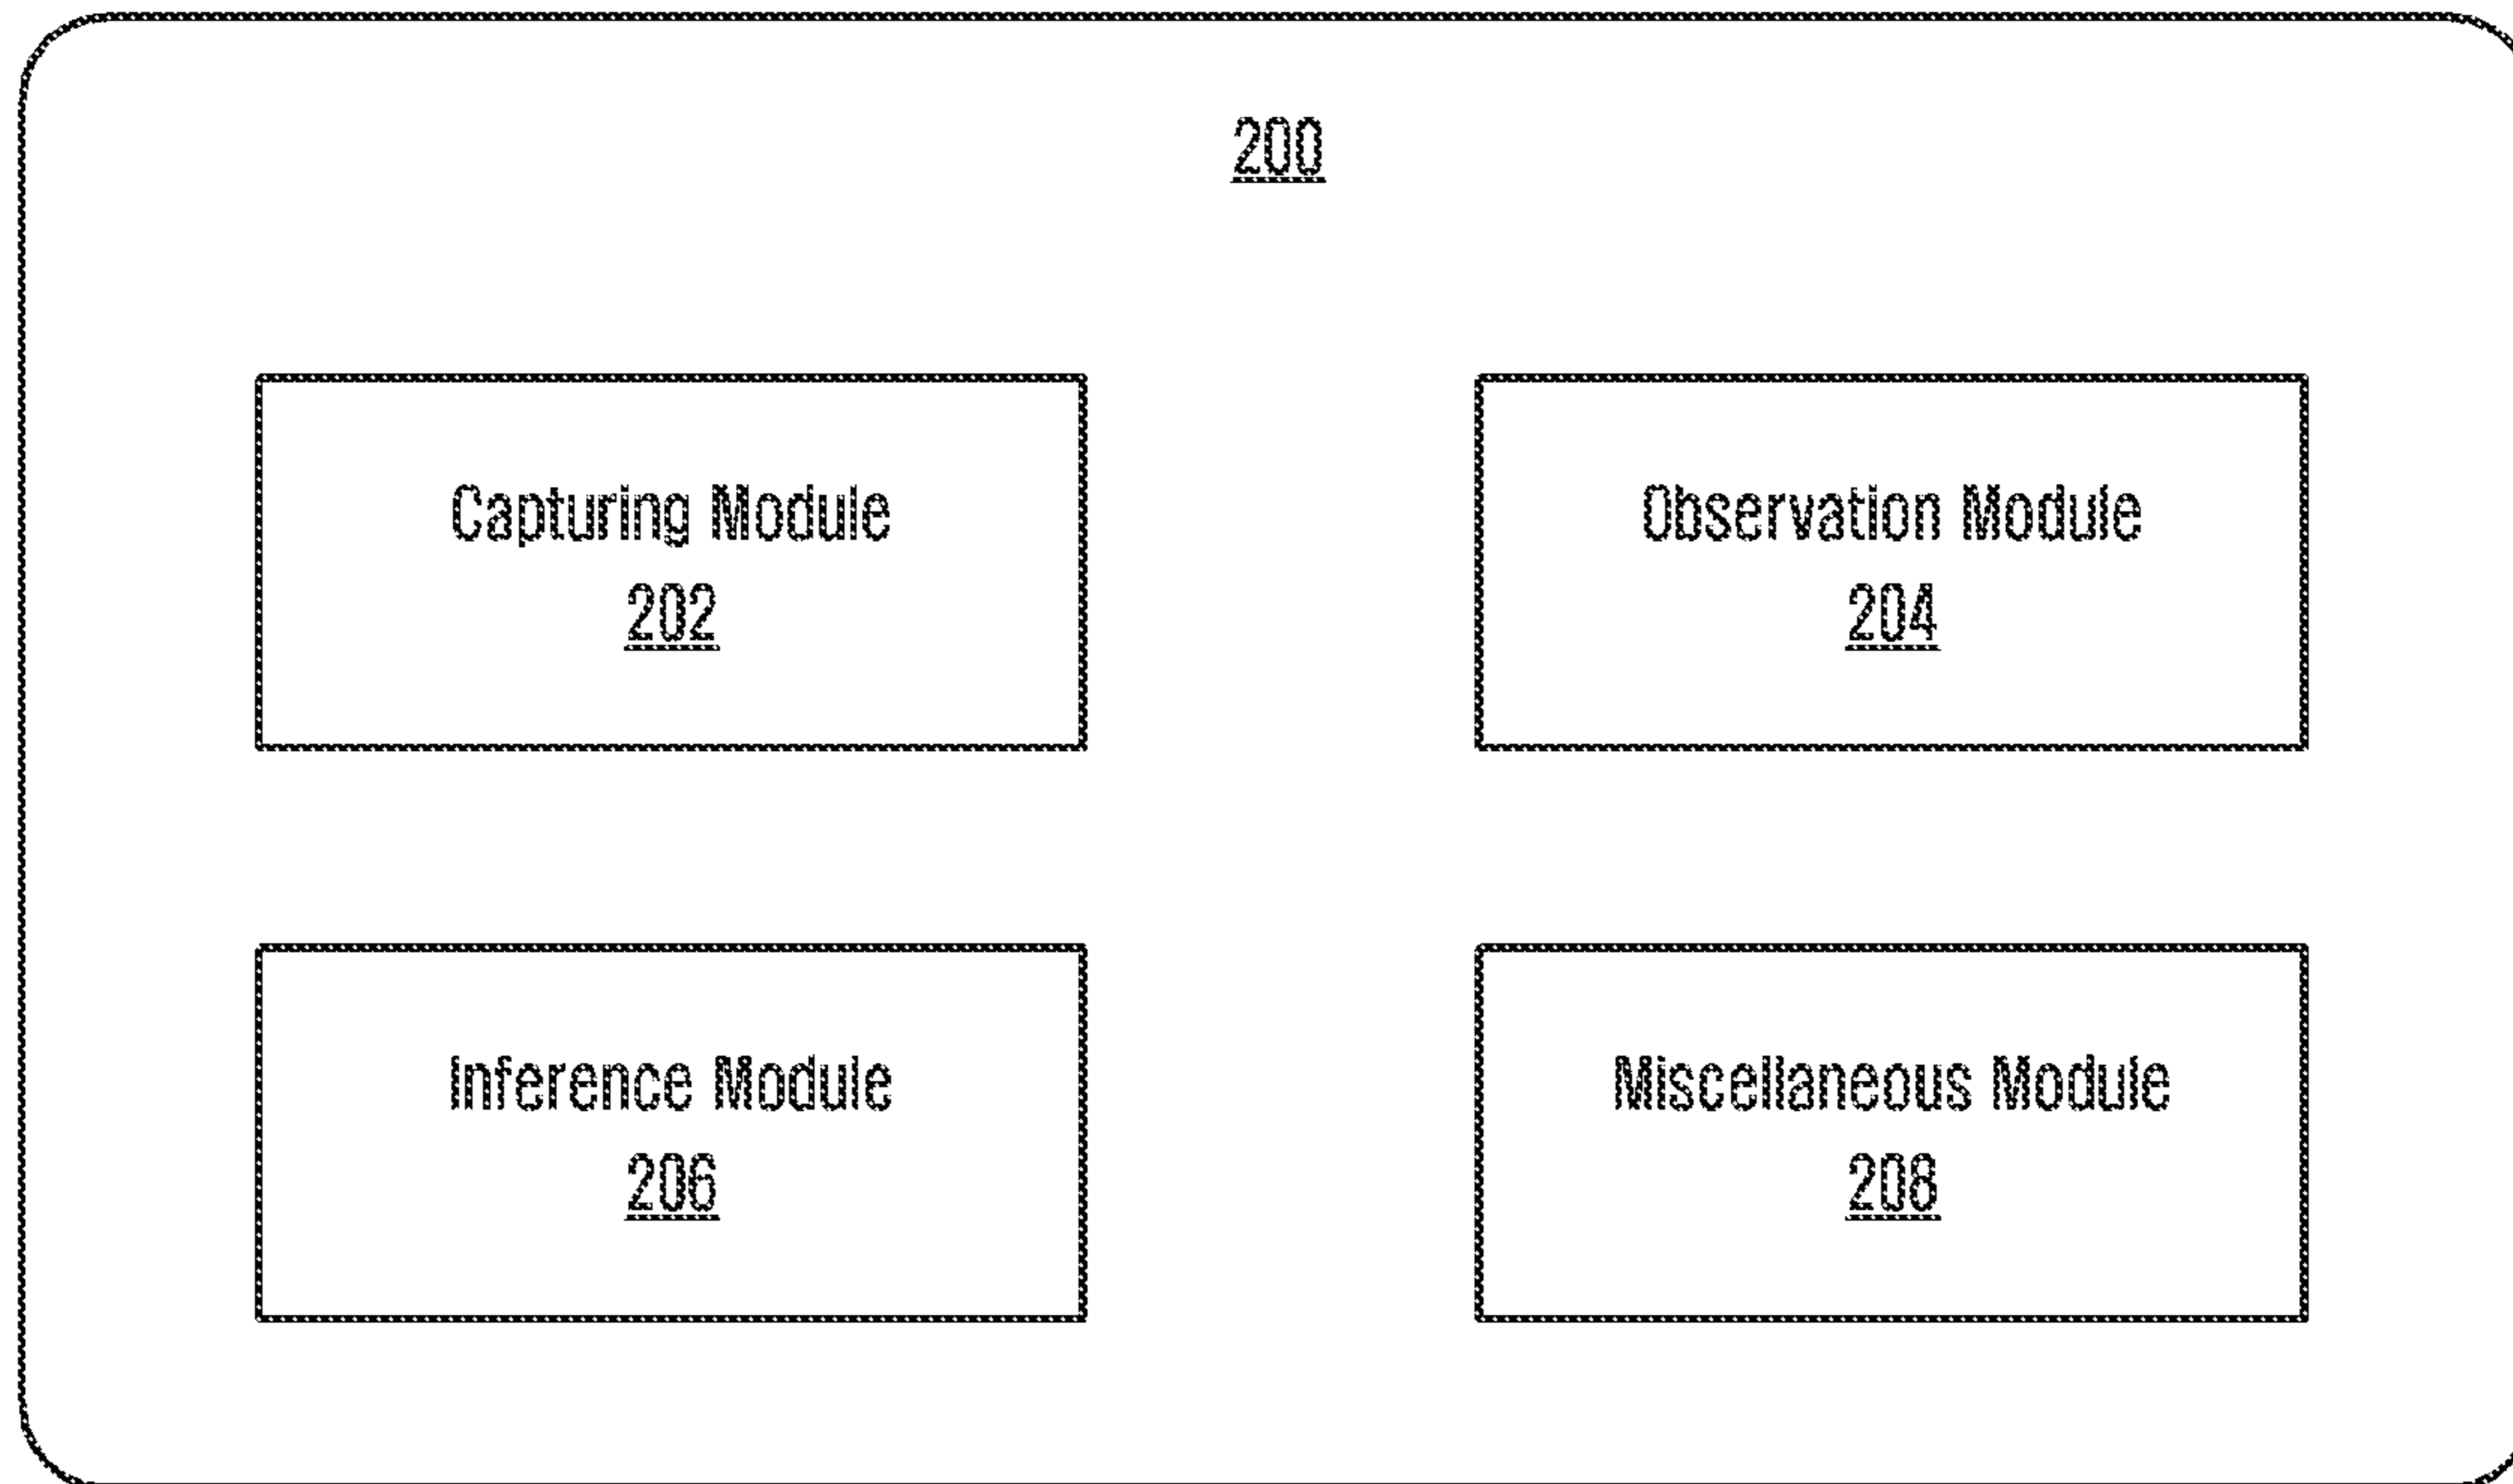 200
Capturing Module
202
Observation Module
204
Inference Module
206
Miscellaneous Module
208